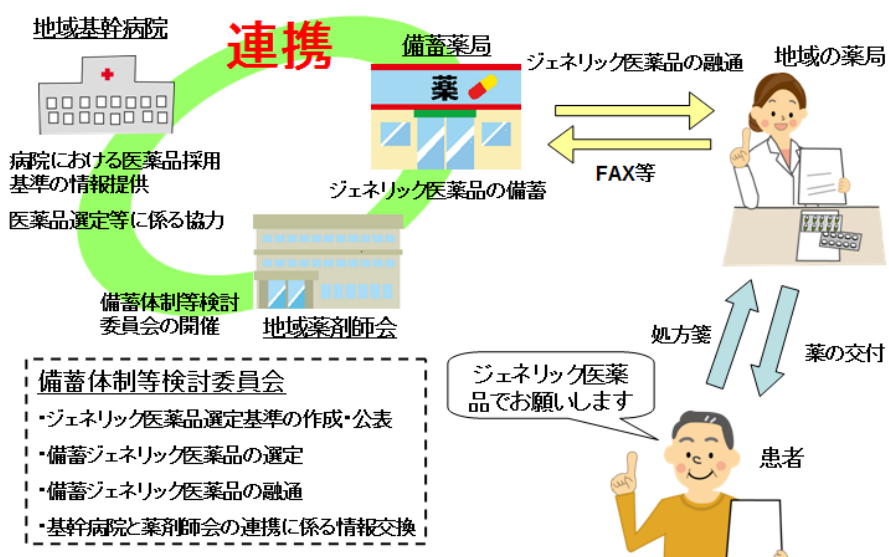 地域基幹病院
連携
備蓄薬局
薬
ジェネリック医薬品の融通
地域の薬局
病院における医薬品採用
基準の情報提供
医薬品選定等に係る協力
ジェネリック医薬品の備蓄
FAX等
備蓄体制等検討
委員会の開催
地域薬剤師会
処方箋
薬の交付
備蓄体制等検討委員会
・ジェネリック医薬品選定基準の作成・公表
・備蓄ジェネリック医薬品の選定
・備蓄ジェネリック医薬品の融通
・基幹病院と薬剤師会の連携に係る情報交換
ジェネリック医薬
品でお願いします
患者